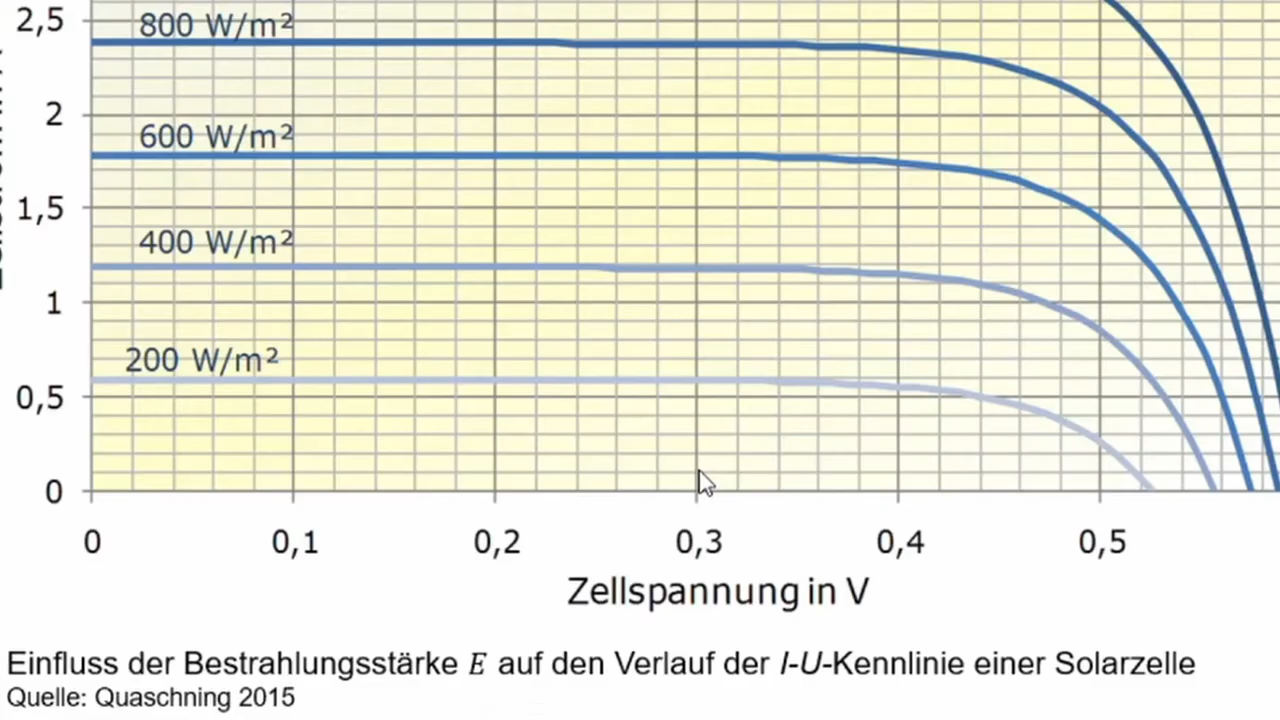 2,5
800 W/m²
2
600 W/m²
1,5
400 W/m²
1
200 W/m²
0,5
0
0 0,1 0,2 0,3 0,4 0,5
Zellspannung in V
Einfluss der Bestrahlungsstärke E auf den Verlauf der I-U-Kennlinie einer Solarzelle
Quelle: Quaschning 2015